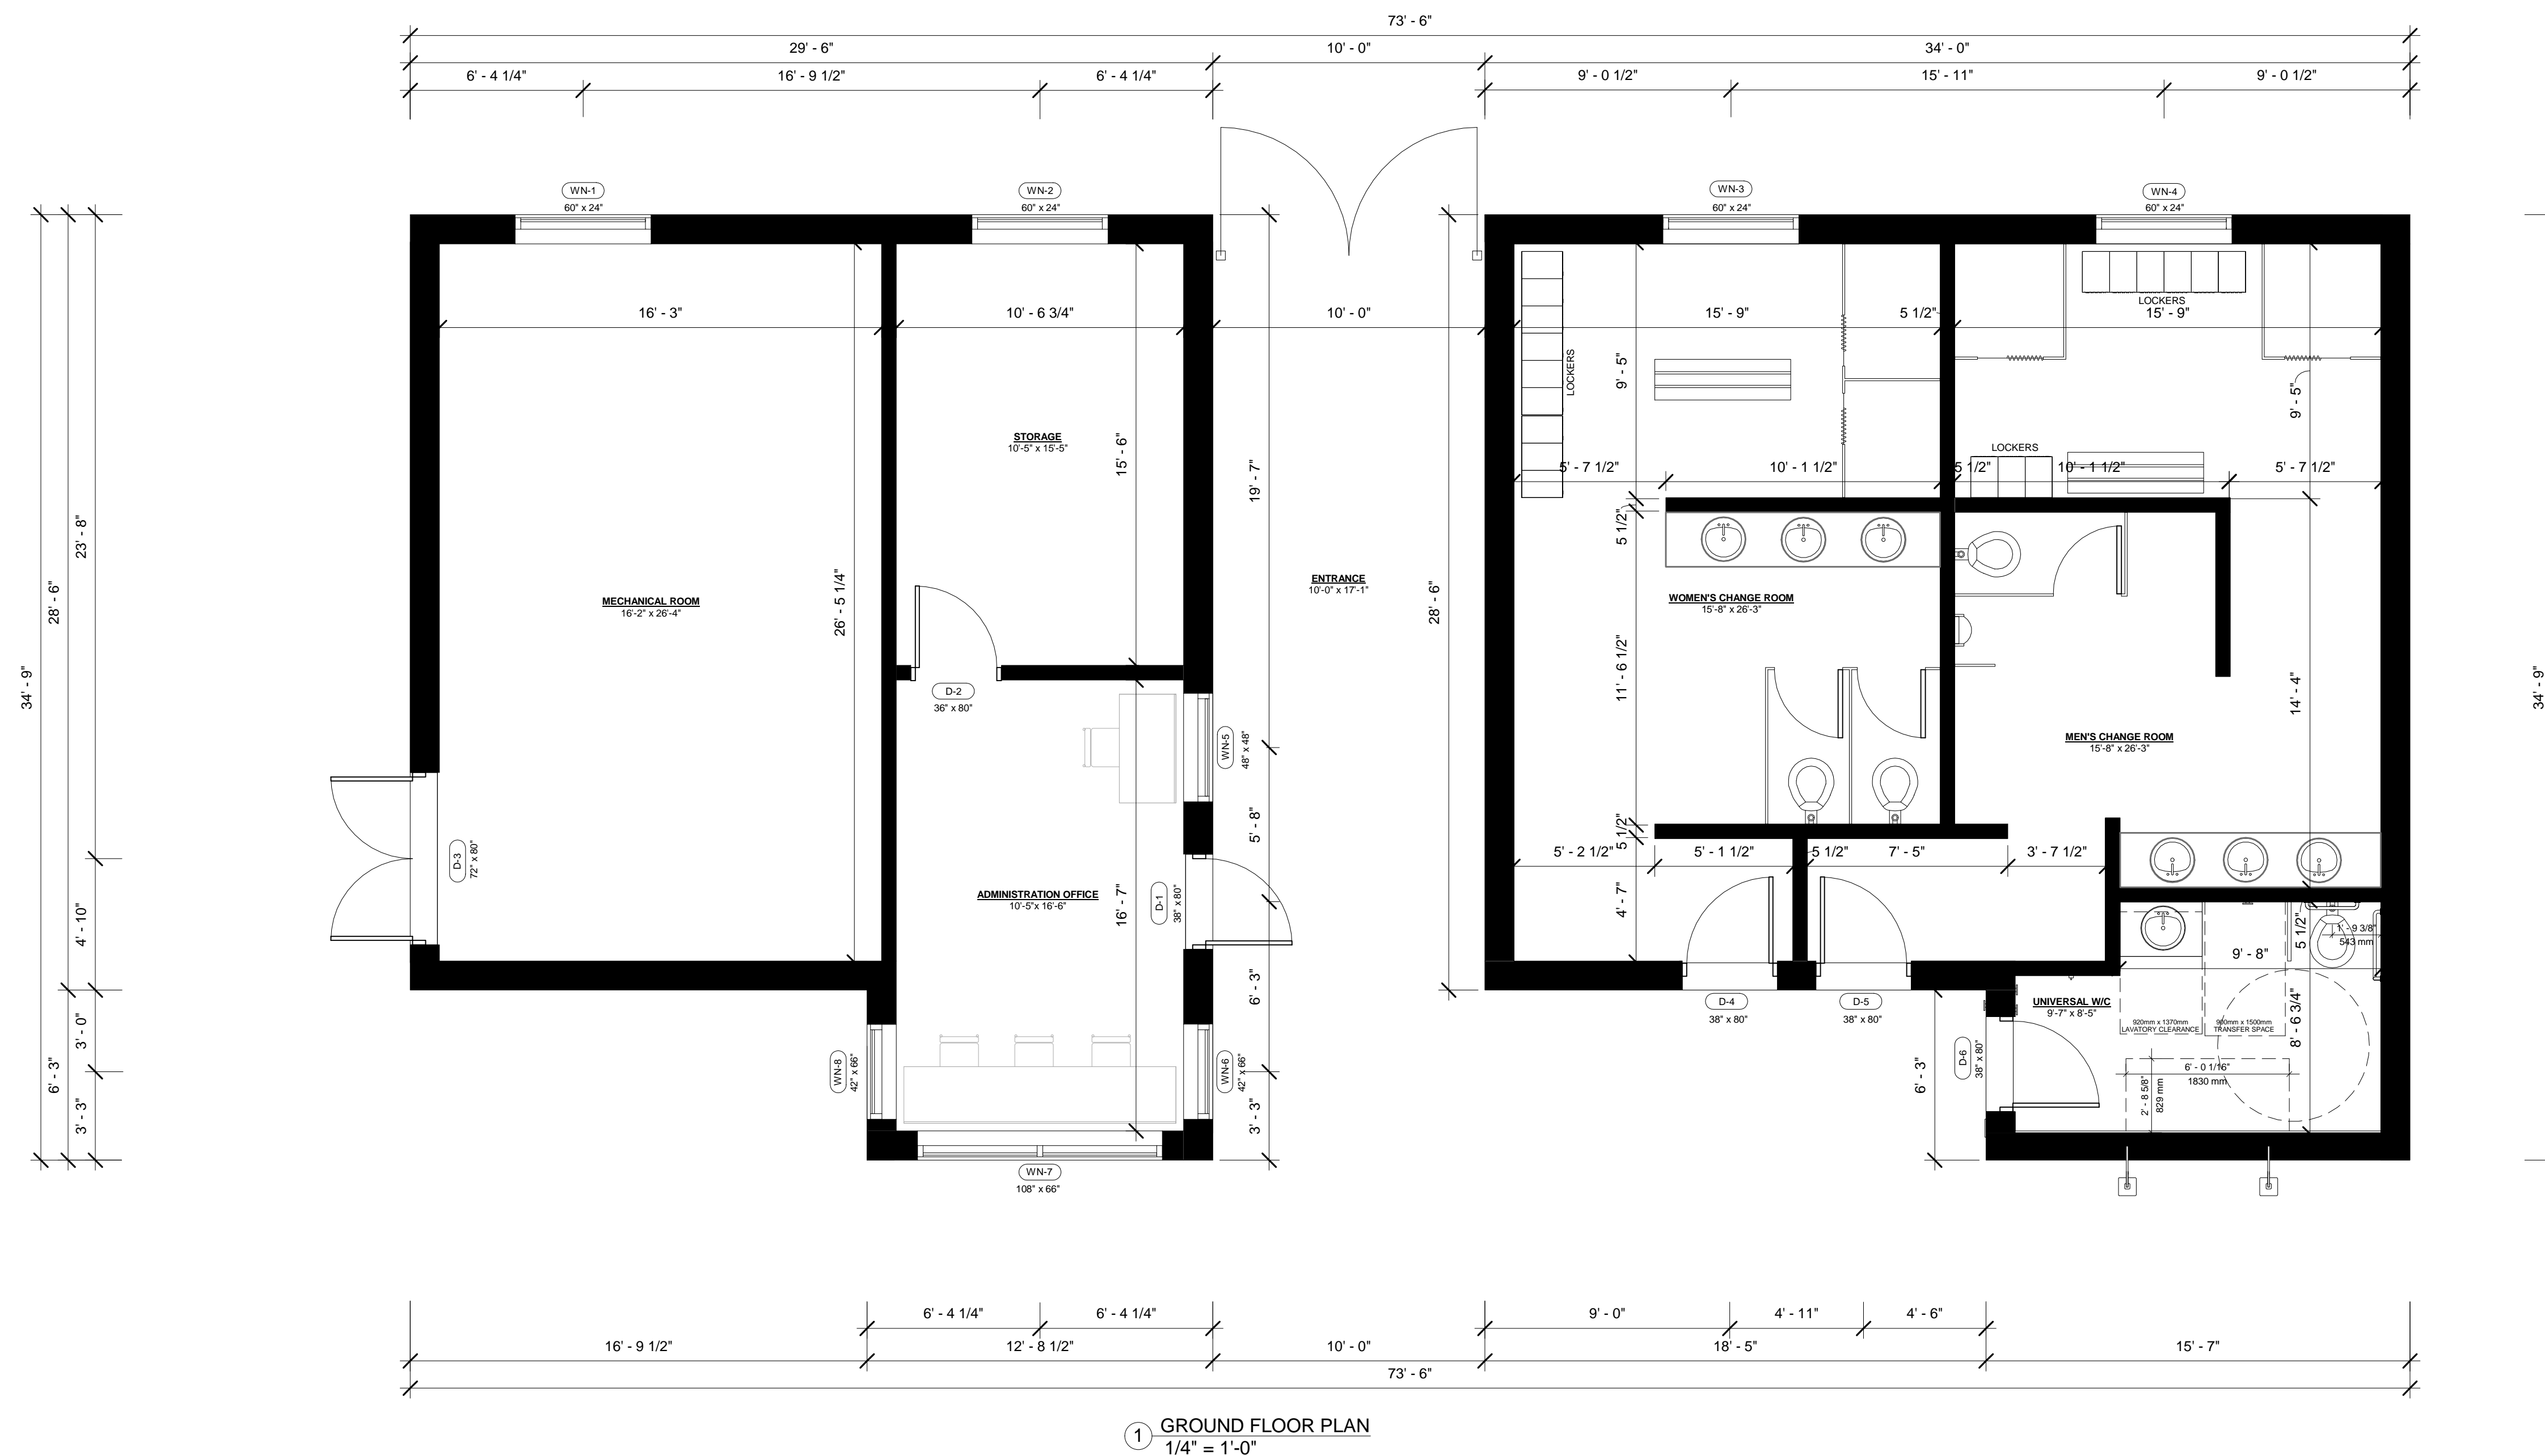 73' - 6"
29' - 6"
10' - 0"
34' - 0"
6' - 4 1/4"
16' - 9 1/2"
6' - 4 1/4"
9' - 0 1/2"
15' - 11"
9' - 0 1/2"
WN-1
60" x 24"
WN-2
60" x 24"
WN-3
60" x 24"
WN-4
60" x 24"
34' - 9"
28' - 6"
23' - 8"
4' - 10"
3' - 0"
6' - 3"
3' - 3"
16' - 3"
10' - 6 3/4"
10' - 0"
15' - 9"
5 1/2"
LOCKERS
15' - 9"
STORAGE
10'-5" x 15'-5"
15' - 6"
19' - 7"
LOCKERS
9' - 5"
9' - 5"
LOCKERS
5' - 7 1/2"
10' - 1 1/2"
5 1/2"
10' - 1 1/2"
5' - 7 1/2"
5 1/2"
MECHANICAL ROOM
16'-2" x 26'-4"
26' - 5 1/4"
ENTRANCE
10'-0" x 17'-1"
28' - 6"
WOMEN'S CHANGE ROOM
15'-8" x 26'-3"
11' - 6 1/2"
D-2
36" x 80"
WN-5
48" x 48"
14' - 4"
34' - 9"
MEN'S CHANGE ROOM
15'-8" x 26'-3"
5' - 8"
D-3
72" x 80"
5 1/2"
5' - 2 1/2"
5' - 1 1/2"
5 1/2"
7' - 5"
3' - 7 1/2"
ADMINISTRATION OFFICE
10'-5"x 16'-6"
16' - 7"
D-1
38" x 80"
4' - 7"
6' - 3"
5 1/2"
1' - 9 3/8"
543 mm
9' - 8"
D-4
38" x 80"
D-5
38" x 80"
UNIVERSAL W/C
9'-7" x 8'-5"
920mm x 1370mm
LAVATORY CLEARANCE
900mm x 1500mm
TRANSFER SPACE
8' - 6 3/4"
WN-8
42" x 66"
WN-6
42" x 66"
D-6
38" x 80"
6' - 3"
6' - 0 1/16"
1830 mm
2' - 8 5/8"
829 mm
3' - 3"
WN-7
108" x 66"
6' - 4 1/4"
6' - 4 1/4"
9' - 0"
4' - 11"
4' - 6"
16' - 9 1/2"
12' - 8 1/2"
10' - 0"
18' - 5"
15' - 7"
73' - 6"
1
GROUND FLOOR PLAN
1/4" = 1'-0"